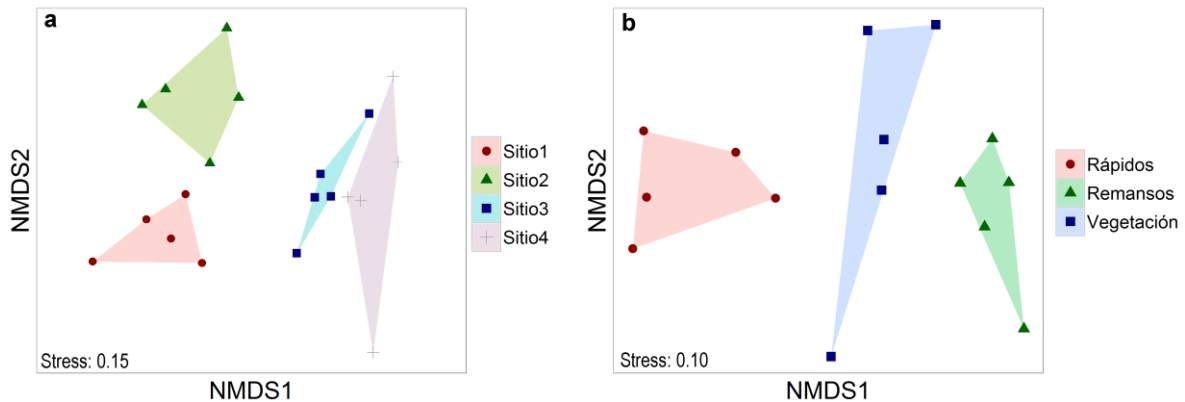 a
NMDS2
Stress: 0.15
NMDS1
Sitio1
Sitio2
Sitio3
Sitio4
b
NMDS2
Stress: 0.10
NMDS1
Rápidos
Remansos
Vegetación